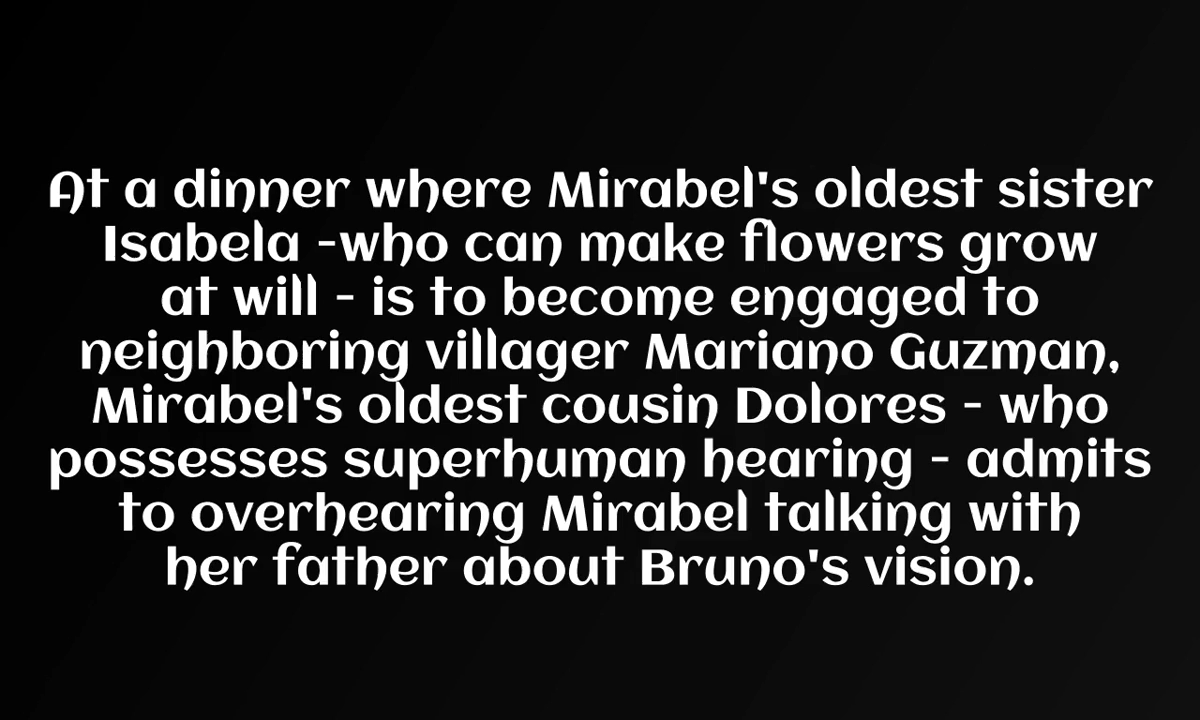 At a dinner where Mirabel's oldest sister
Isabela -who can make flowers grow
at will - is to become engaged to
neighboring villager Mariano Guzman,
Mirabel's oldest cousin Dolores - who
possesses superhuman hearing - admits
to overhearing Mirabel talking with
her father about Bruno's vision.